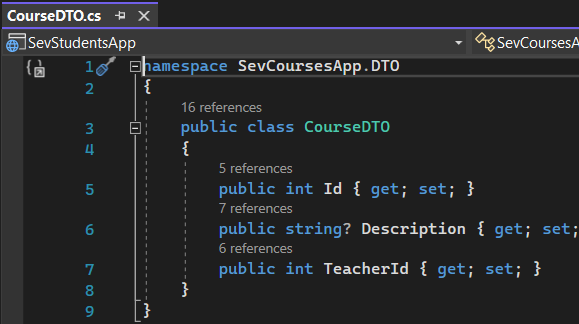 CourseDTO.cs
SevStudentsApp
SevCoursesA
1 namespace SevCoursesApp.DTO
2 {
16 references
3 public class CourseDTO
4 {
5 references
5 public int Id { get; set; }
7 references
6 public string? Description { get; set;
6 references
7 public int TeacherId { get; set; }
8 }
9 }